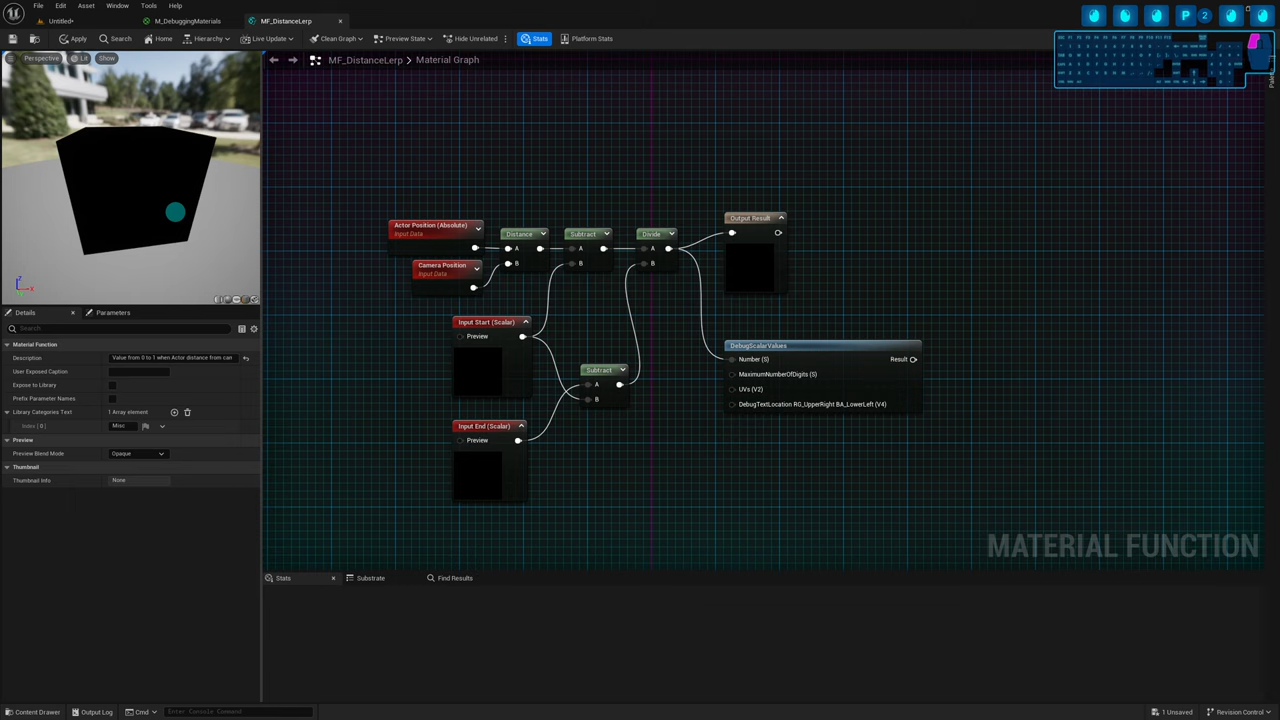 File Edit Asset Window Tools Help
Untitled* M_DebuggingMaterials MF_DistanceLerp
Apply Search Home Hierarchy Live Update Clean Graph Preview State Hide Unrelated Stats Platform Stats
P 2
Perspective Lit Show
MF_DistanceLerp > Material Graph
Details Parameters
Search
Material Function
Description Value from 0 to 1 when Actor distance from can
User Exposed Caption
Expose to Library
Prefix Parameter Names
Library Categories Text 1 Array element
Index [ 0 ] Misc
Preview
Preview Blend Mode Opaque
Thumbnail
Thumbnail Info None
Actor Position (Absolute)
Input Data
Camera Position
Input Data
Distance
A
B
Subtract
A
B
Divide
A
B
Output Result
Input Start (Scalar)
Preview
Subtract
A
B
Input End (Scalar)
Preview
DebugScalarValues
Number (S) Result
MaximumNumberOfDigits (S)
UVs (V2)
DebugTextLocation RG_UpperRight BA_LowerLeft (V4)
MATERIAL FUNCTION
Stats Substrate Find Results
Content Drawer Output Log Cmd Enter Console Command 1 Unsaved Revision Control